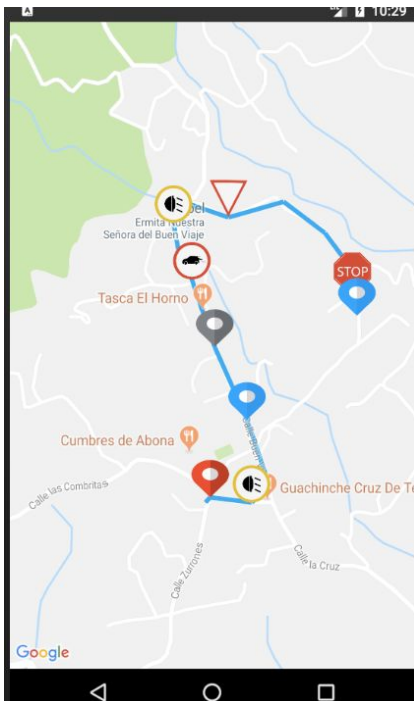 10:29
Ermita Nuestra
Señora del Buen Viaje
STOP
Tasca El Horno
Cumbres de Abona
Guachinche Cruz De Te
Calle las Combritas
Calle la Cruz
Calle Zurrones
Google